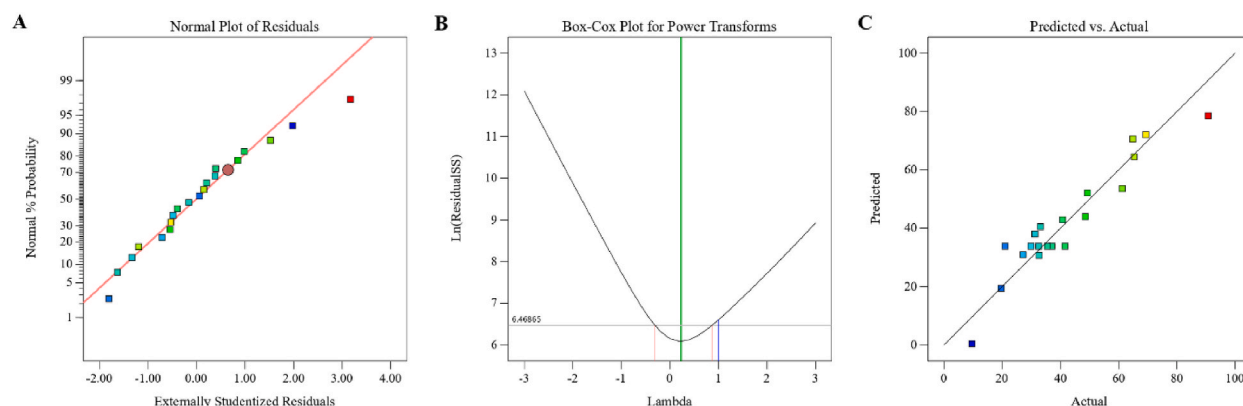 A
Normal Plot of Residuals
Normal % Probability
99
95
90
80
70
50
30
20
10
5
1
-2.00 -1.00 0.00 1.00 2.00 3.00 4.00
Externally Studentized Residuals
B
Box-Cox Plot for Power Transforms
Ln(ResidualSS)
13
12
11
10
9
8
7
6.46865
6
-3 -2 -1 0 1 2 3
Lambda
C
Predicted vs. Actual
Predicted
100
80
60
40
20
0
0 20 40 60 80 100
Actual